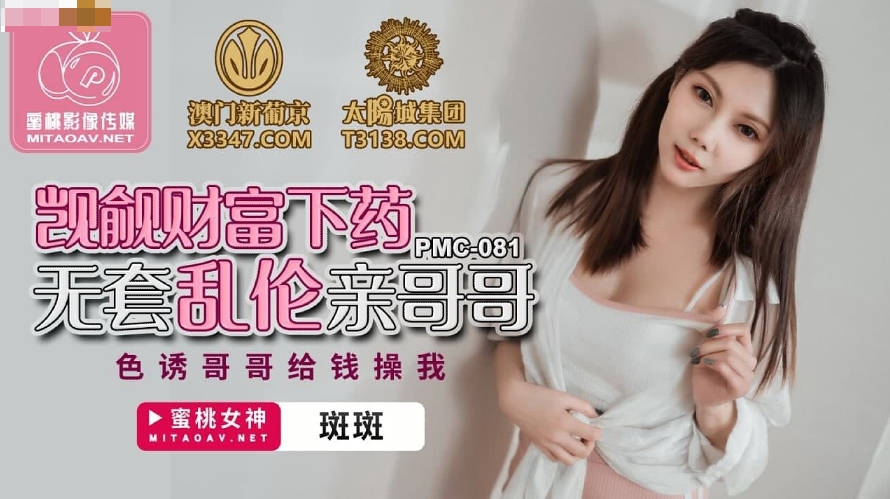 蜜桃影像传媒
MITAOAV.NET
澳门新葡京
X3347.COM
太陽城集团
T3138.COM
觊觎财富下药
PMC-081
无套乱伦亲哥哥
色诱哥哥给钱操我
蜜桃女神
MITAOAV.NET
斑斑